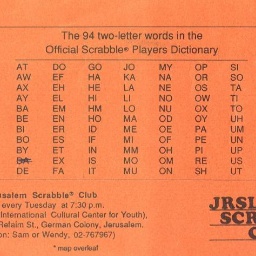 The 94 two-letter words in the
Official Scrabble® Players Dictionary
AT DO GO JO MY OP SI
AW EF HA KA NA OR SO
AX EH HE LA NE OS TA
AY EL HI LI NO OW TI
BA EM HM LO NU OX TO
BE EN HO MA OD OY UH
BI ER ID ME OE PA UM
BO ES IF MI OF PE UN
BY ET IN MM OH PI UP
EX IS MO OM RE US
DE FA IT MU ON SH UT
usalem Scrabble® Club
every Tuesday at 7:30 p.m.
International Cultural Center for Youth),
Refaim St., German Colony, Jerusalem.
on: Sam or Wendy, 02-767967)
* map overleaf
JRSL
SCR
C